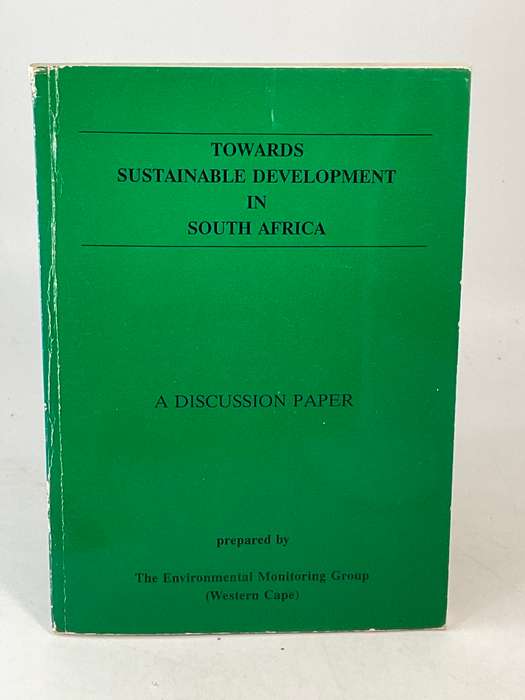 TOWARDS
SUSTAINABLE DEVELOPMENT
IN
SOUTH AFRICA
A DISCUSSION PAPER
prepared by
The Environmental Monitoring Group
(Western Cape)